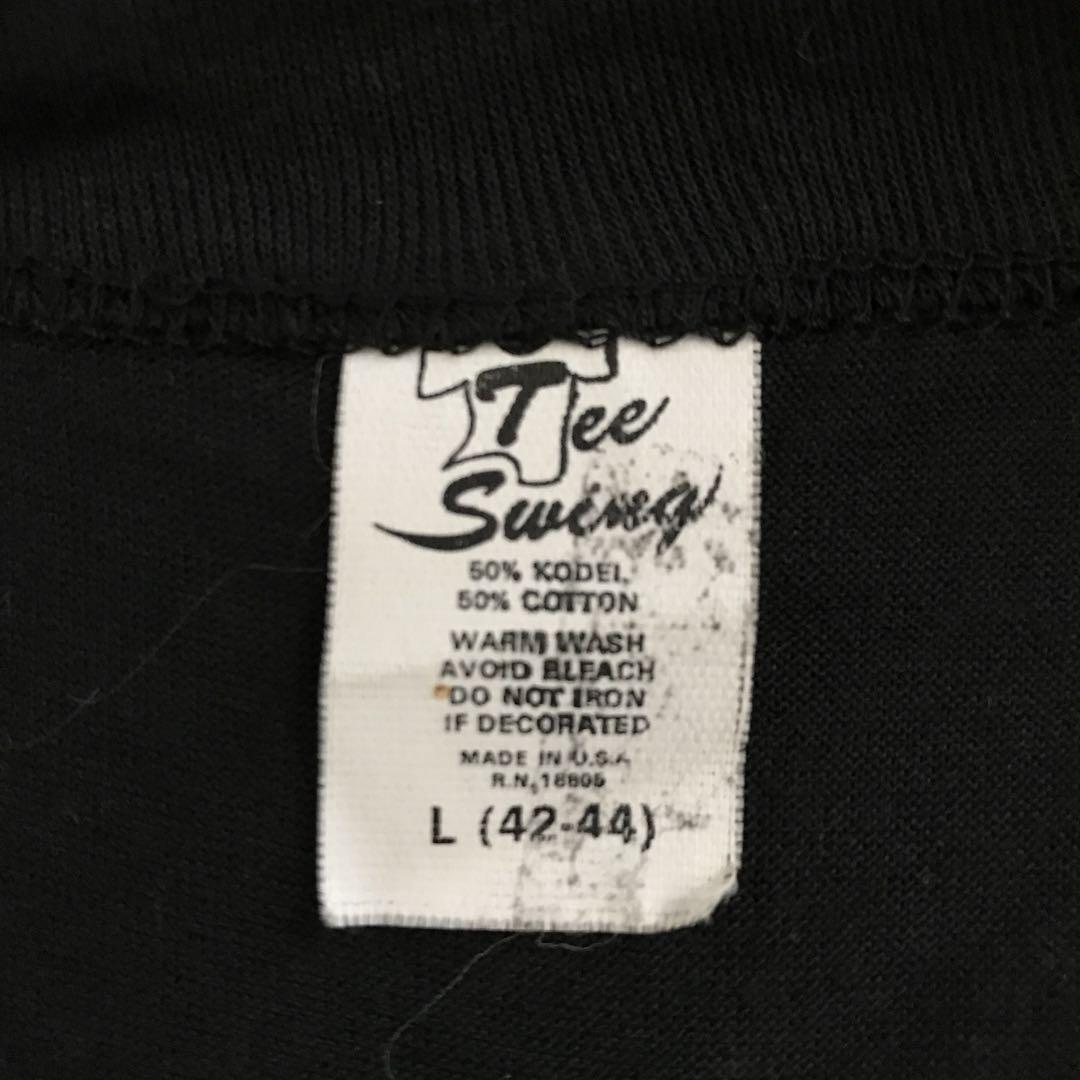 Tee
Swing
50% KODEL
50% COTTON
WARM WASH
AVOID BLEACH
DO NOT IRON
IF DECORATED
MADE IN U.S.A.
R.N. 18805
L (42-44)